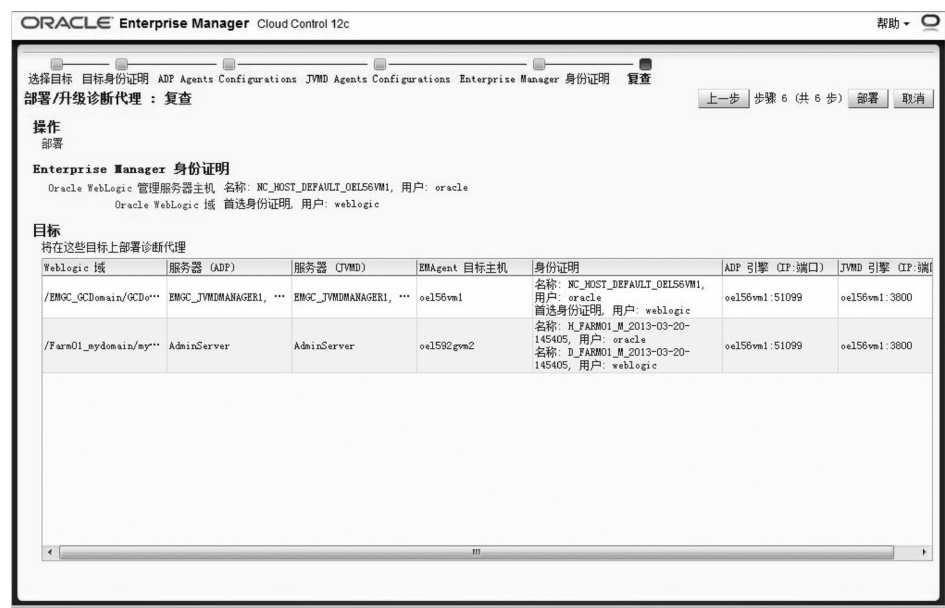 ORACLE Enterprise Manager Cloud Control 12c 帮助
选择目标 目标身份证明 ADP Agents Configurations JVMD Agents Configurations Enterprise Manager 身份证明 复查
部署/升级诊断代理 : 复查 上一步 步骤 6 (共 6 步) 部署 取消
操作
部署
Enterprise Manager 身份证明
Oracle WebLogic 管理服务器主机 名称: NC_HOST_DEFAULT_OEL56VM1, 用户: oracle
Oracle WebLogic 域 首选身份证明, 用户: weblogic
目标
将在这些目标上部署诊断代理
Weblogic 域 服务器 (ADP) 服务器 (JVMD) EMAgent 目标主机 身份证明 ADP 引擎 (IP:端口) JVMD 引擎 (IP:端
/EMGC_GCDomain/GCDo… EMGC_JVMDMANAGER1, … EMGC_JVMDMANAGER1, … oel56vm1 名称: NC_HOST_DEFAULT_OEL56VM1, oel56vm1:51099 oel56vm1:3800
用户: oracle
首选身份证明, 用户: weblogic
/Farm01_mydomain/my… AdminServer AdminServer oel592gvm2 名称: H_FARM01_M_2013-03-20- oel56vm1:51099 oel56vm1:3800
145405, 用户: oracle
名称: D_FARM01_M_2013-03-20-
145405, 用户: weblogic